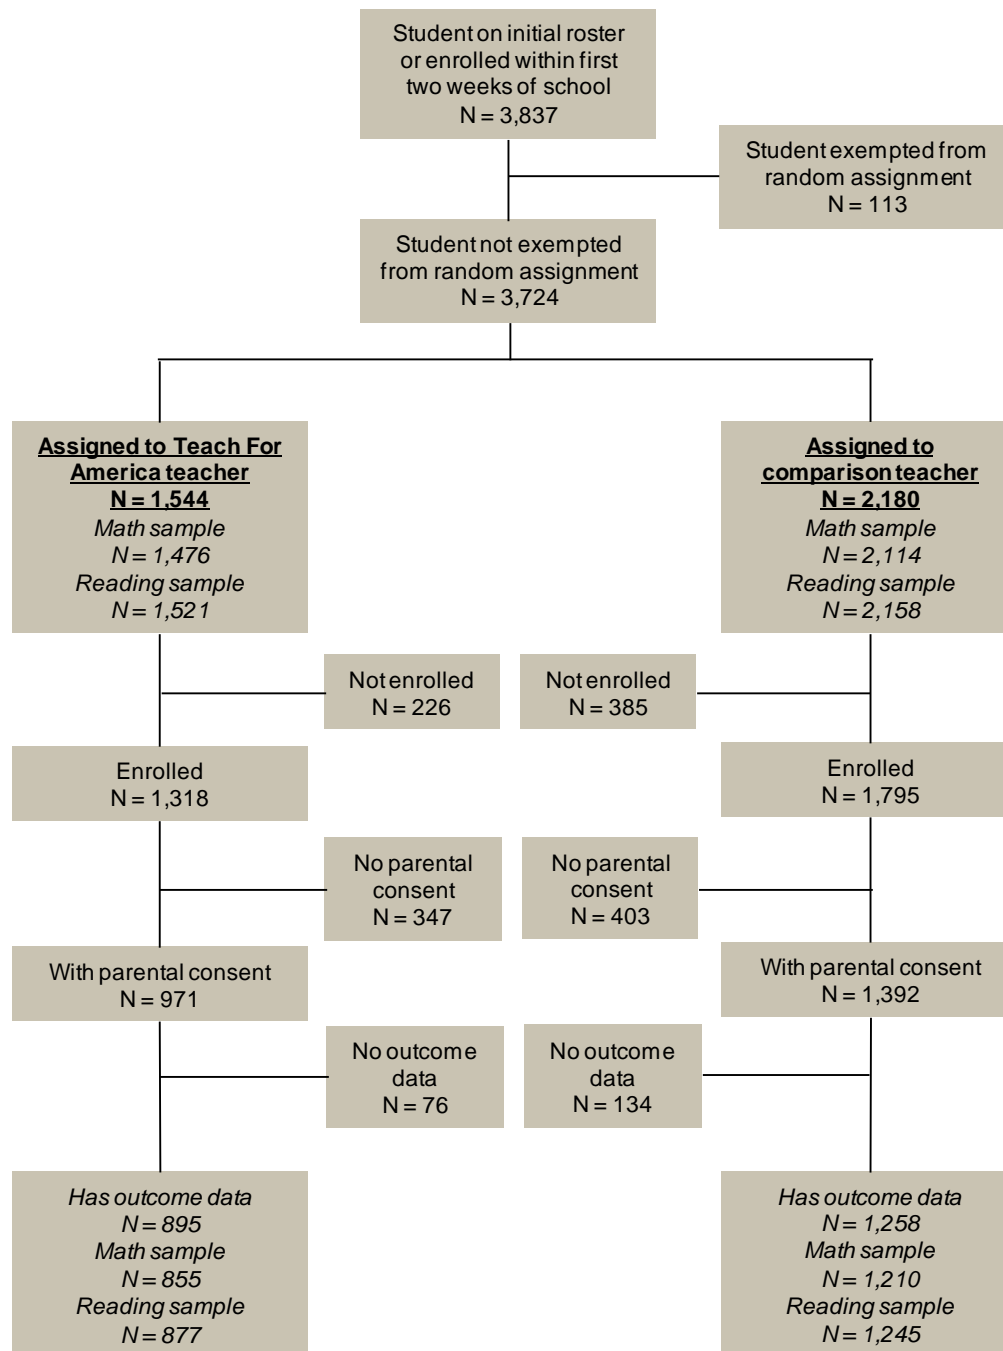 Student on initial roster
or enrolled within first
two weeks of school
N = 3,837
Student exempted from
random assignment
N = 113
Student not exempted
from random assignment
N = 3,724
Assigned to Teach For
America teacher
N = 1,544
Math sample
N = 1,476
Reading sample
N = 1,521
Assigned to
comparison teacher
N = 2,180
Math sample
N = 2,114
Reading sample
N = 2,158
Not enrolled
N = 226
Not enrolled
N = 385
Enrolled
N = 1,318
Enrolled
N = 1,795
No parental
consent
N = 347
No parental
consent
N = 403
With parental consent
N = 971
With parental consent
N = 1,392
No outcome
data
N = 76
No outcome
data
N = 134
Has outcome data
N = 895
Math sample
N = 855
Reading sample
N = 877
Has outcome data
N = 1,258
Math sample
N = 1,210
Reading sample
N = 1,245